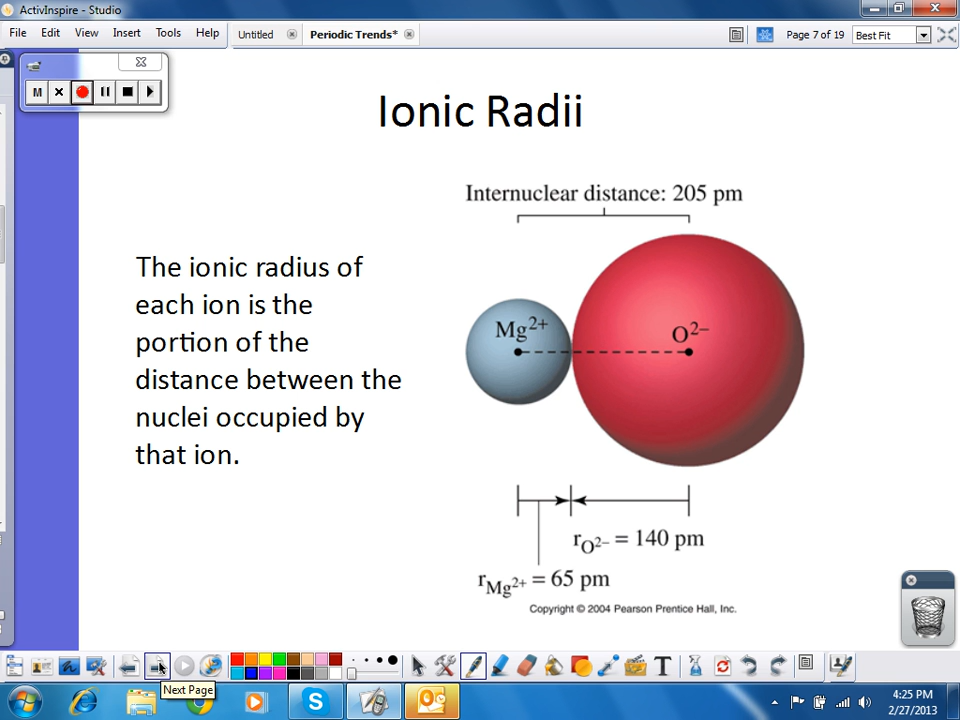 ActivInspire - Studio
File Edit View Insert Tools Help Untitled Periodic Trends* Page 7 of 19 Best Fit
M
Ionic Radii
Internuclear distance: 205 pm
The ionic radius of
each ion is the
portion of the
distance between the
nuclei occupied by
that ion.
Mg²⁺
O²⁻
r_O²⁻ = 140 pm
r_Mg²⁺ = 65 pm
Copyright © 2004 Pearson Prentice Hall, Inc.
T
Next Page
S
4:25 PM
2/27/2013